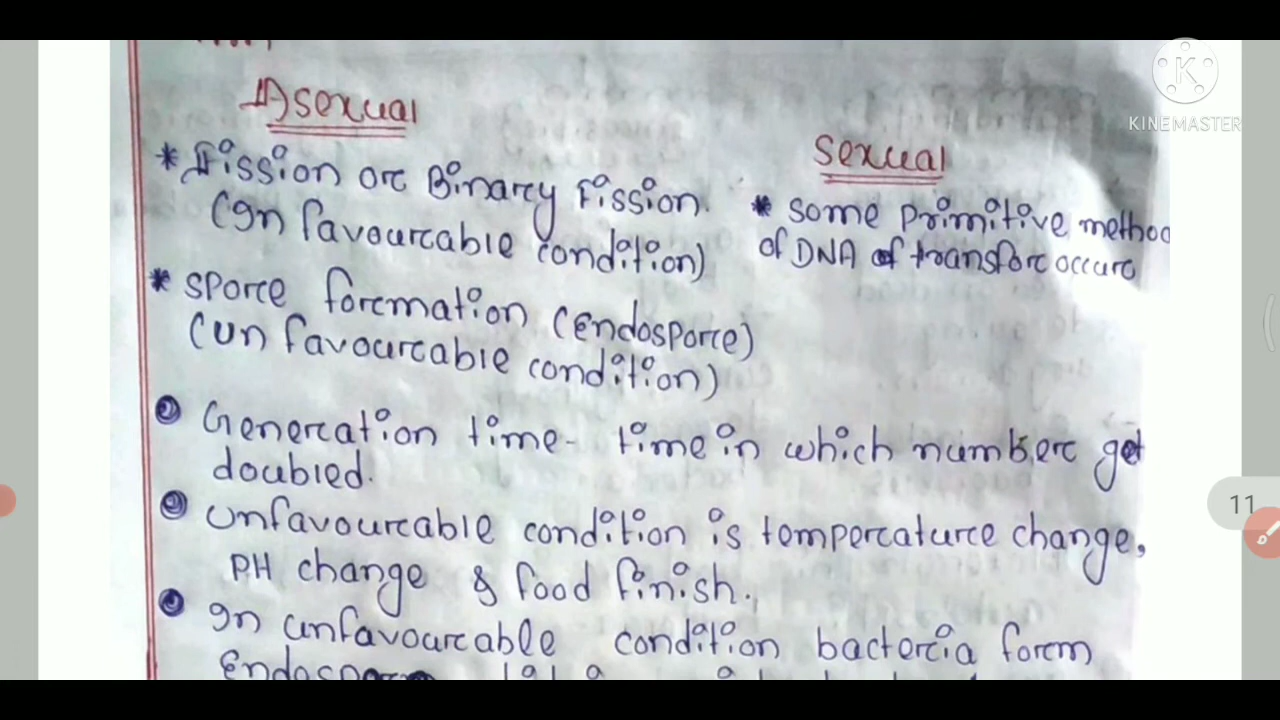 Asexual
Sexual
* Fission or Binary Fission.
(In favourable condition)
* Some Primitive method
of DNA of transfor occurs
* Spore formation (Endospore)
(Un favourable condition)
Generation time - time in which number get
doubled.
Unfavourable condition is temperature change,
PH change & food finish.
In unfavourable condition bacteria form
KINEMASTER
11